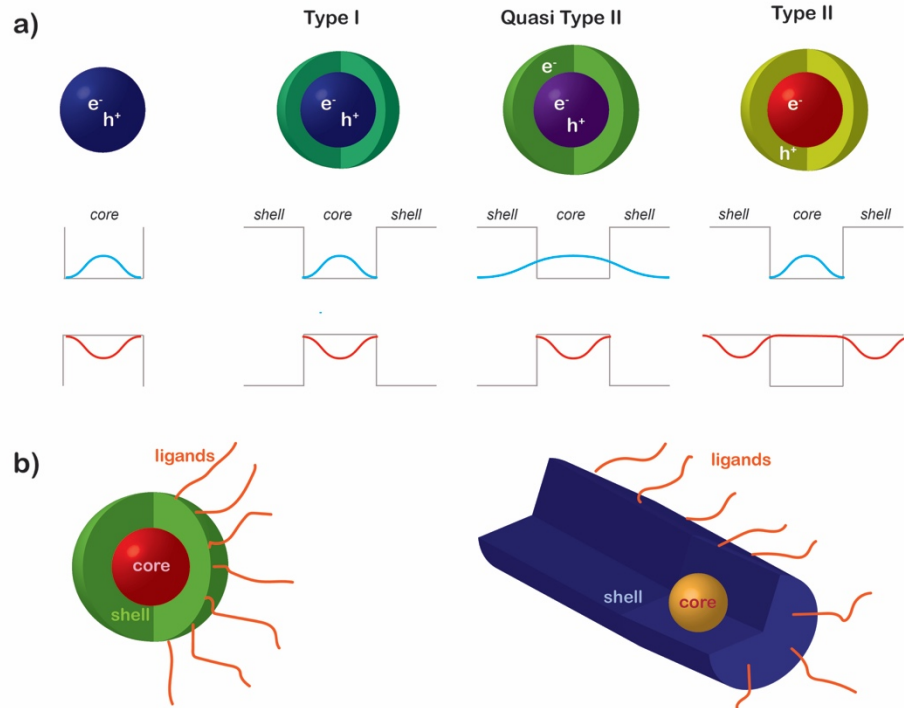 a)
Type I
Quasi Type II
Type II
e-
h+
e-
h+
e-
e-
h+
e-
h+
core
shell core shell
shell core shell
shell core shell
b)
ligands
core
shell
ligands
shell
core